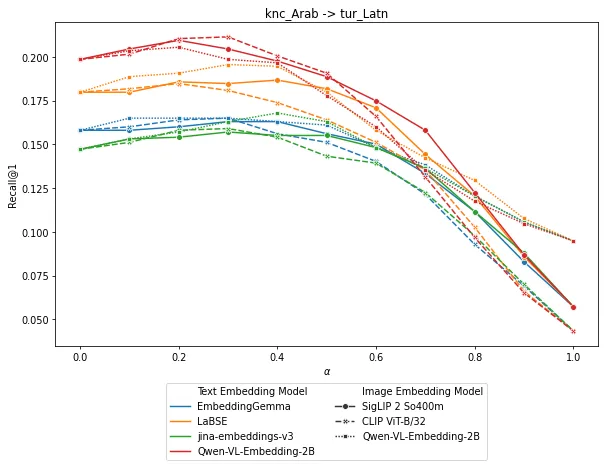 knc_Arab -> tur_Latn
Recall@1
0.200
0.175
0.150
0.125
0.100
0.075
0.050
0.0 0.2 0.4 0.6 0.8 1.0
α
Text Embedding Model Image Embedding Model
EmbeddingGemma SigLIP 2 So400m
LaBSE CLIP ViT-B/32
jina-embeddings-v3 Qwen-VL-Embedding-2B
Qwen-VL-Embedding-2B